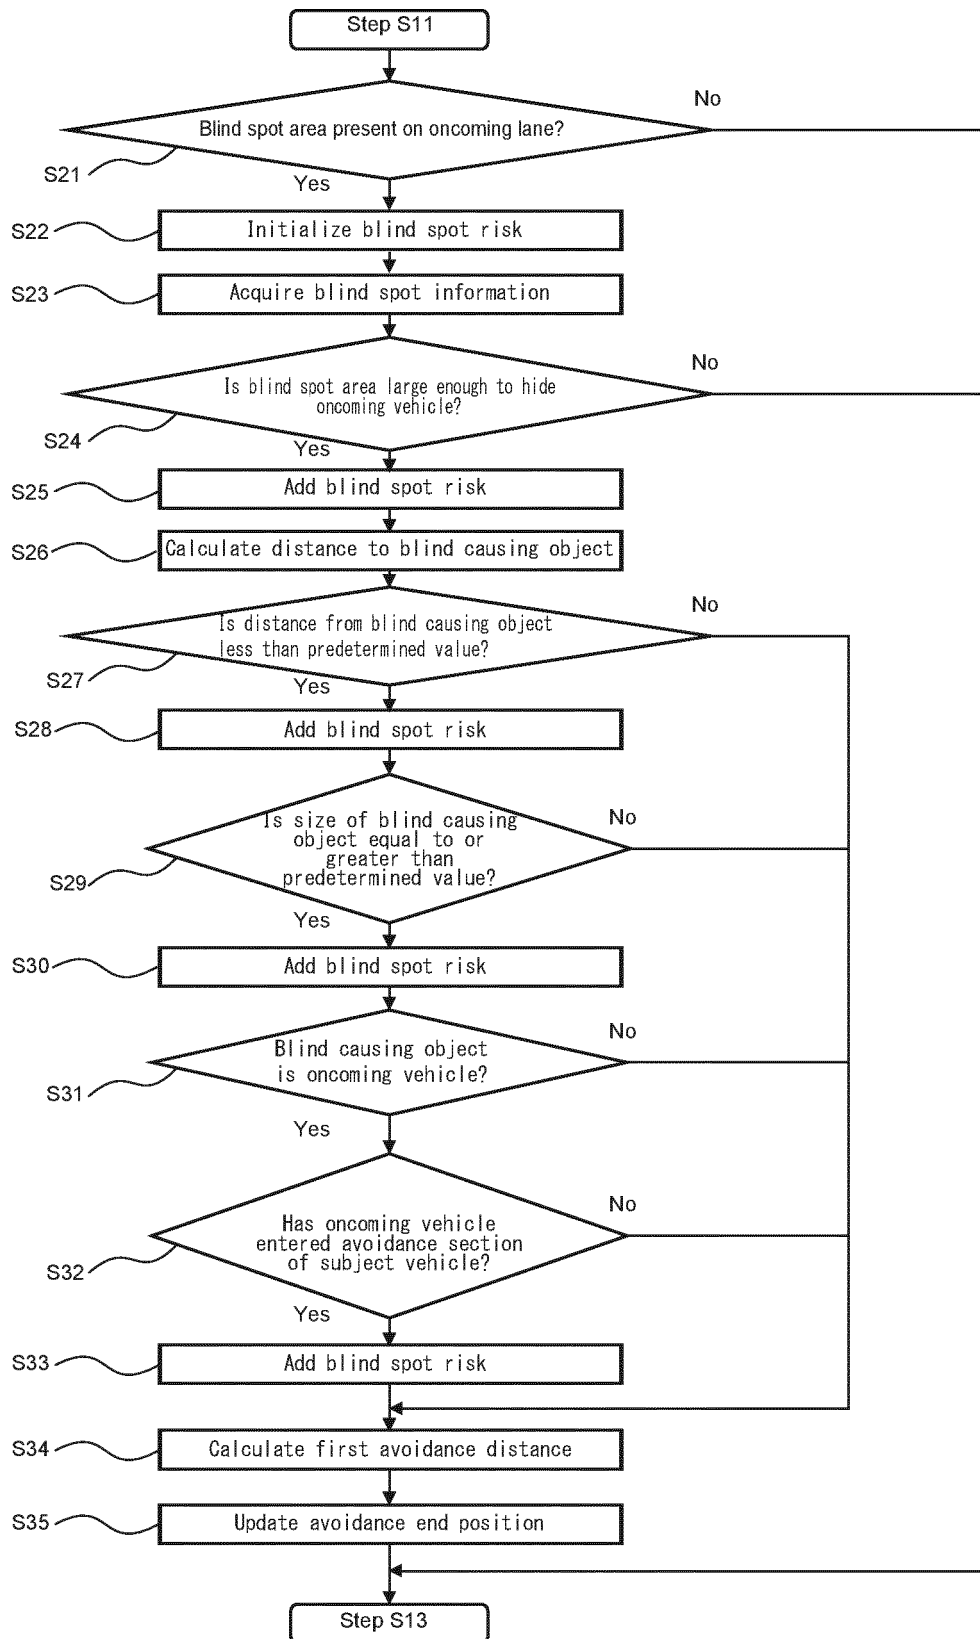 Step S11
No
Blind spot area present on oncoming lane?
S21
Yes
S22
Initialize blind spot risk
S23
Acquire blind spot information
No
Is blind spot area large enough to hide
oncoming vehicle?
S24
Yes
S25
Add blind spot risk
S26
Calculate distance to blind causing object
No
Is distance from blind causing object
less than predetermined value?
S27
Yes
S28
Add blind spot risk
No
Is size of blind causing
object equal to or
greater than
predetermined value?
S29
Yes
S30
Add blind spot risk
No
Blind causing object
is oncoming vehicle?
S31
Yes
No
Has oncoming vehicle
entered avoidance section
of subject vehicle?
S32
Yes
S33
Add blind spot risk
S34
Calculate first avoidance distance
S35
Update avoidance end position
Step S13